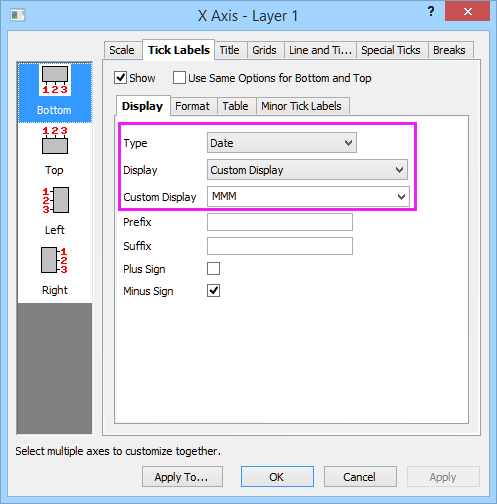 X Axis - Layer 1
?
Scale Tick Labels Title Grids Line and Ti... Special Ticks Breaks
Show Use Same Options for Bottom and Top
1 2 3
Bottom
Display Format Table Minor Tick Labels
1 2 3
Top
Type Date
Display Custom Display
Custom Display MMM
1
2
3
Left
Prefix
Suffix
1
2
3
Right
Plus Sign
Minus Sign
Select multiple axes to customize together.
Apply To... OK Cancel Apply